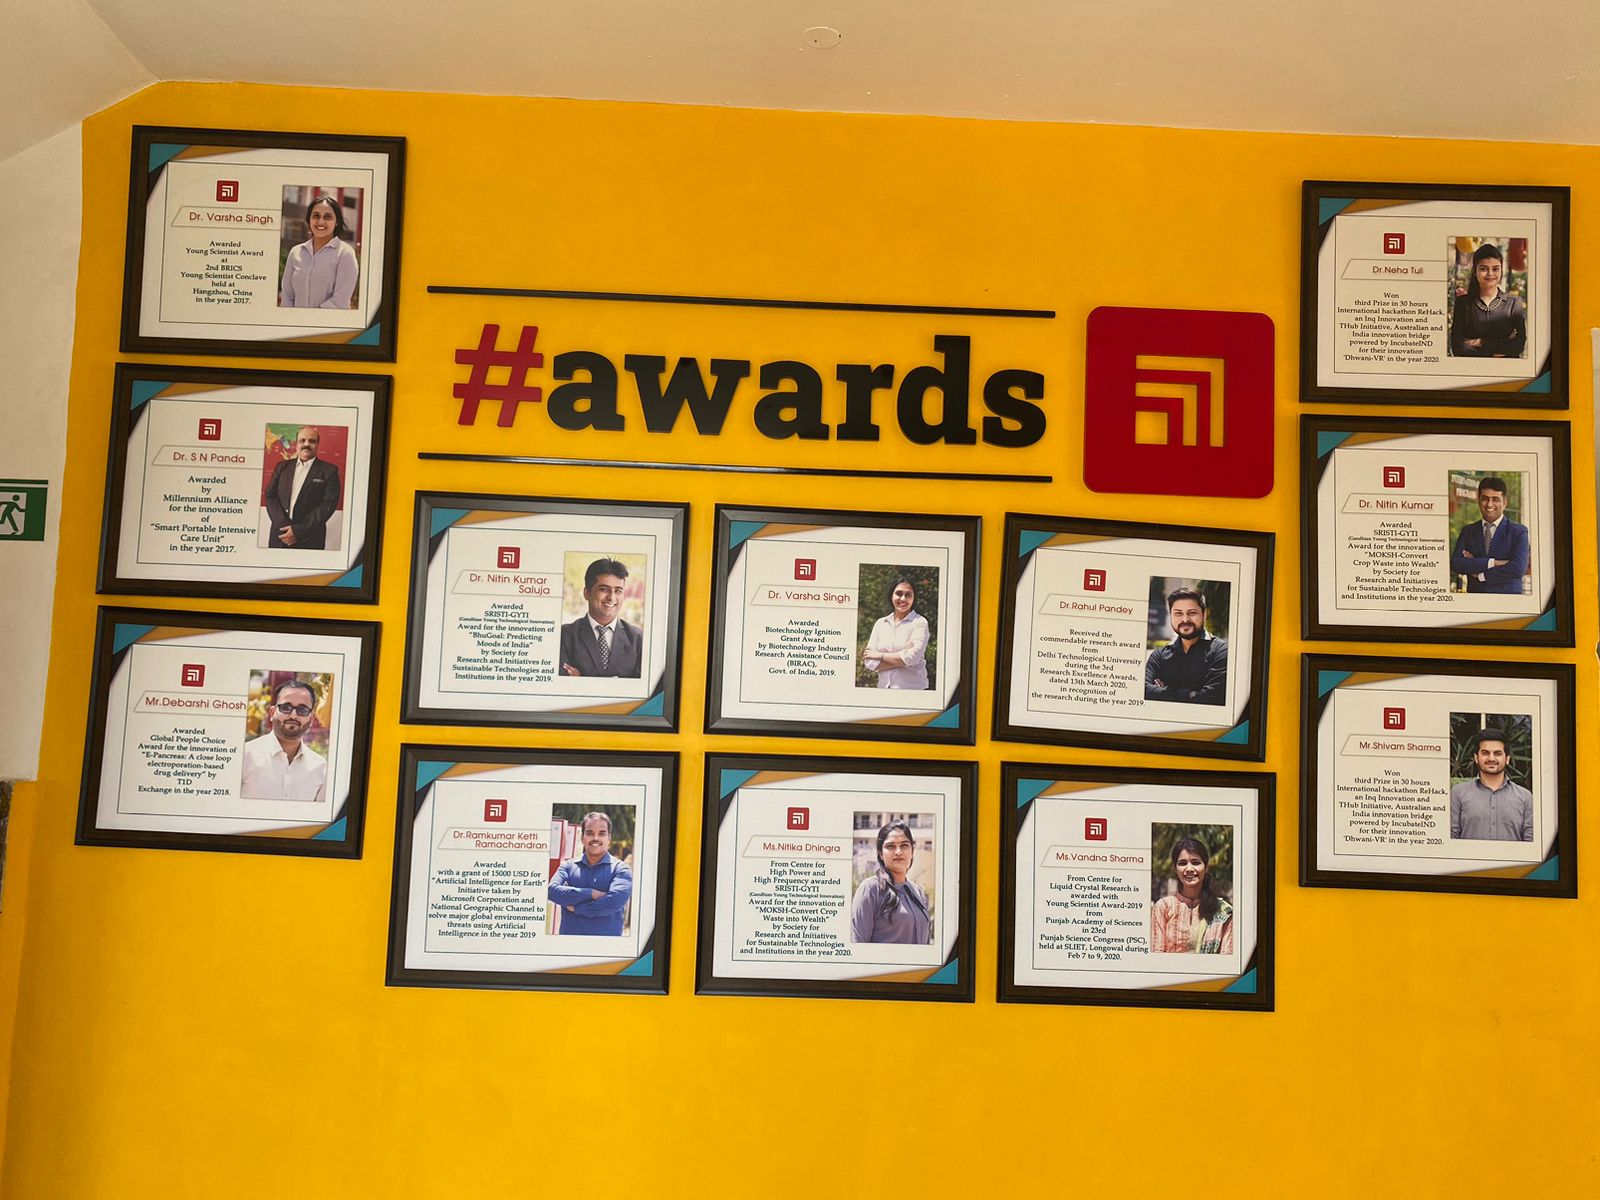 #awards
Dr. Varsha Singh
Awarded
Young Scientist Award
at
2nd BRICS
Young Scientist Conclave
held at
Hangzhou, China
in the year 2017.
Dr. S N Panda
Awarded
by
Millennium Alliance
for the innovation
of
"Smart Portable Intensive
Care Unit"
in the year 2017.
Mr.Debarshi Ghosh
Awarded
Global People Choice
Award for the innovation of
"E-Pancreas: A close loop
electroporation-based
drug delivery" by
T1D
Exchange in the year 2018.
Dr. Nitin Kumar
Saluja
Awarded
SRISTI-GYTI
(Gandhian Young Technological Innovation)
Award for the innovation of
"BhuGoal: Predicting
Moods of India"
by Society for
Research and Initiatives for
Sustainable Technologies and
Institutions in the year 2019.
Dr. Varsha Singh
Awarded
Biotechnology Ignition
Grant Award
by Biotechnology Industry
Research Assistance Council
(BIRAC),
Govt. of India, 2019.
Dr.Rahul Pandey
Received the
commendable research award
from
Delhi Technological University
during the 3rd
Research Excellence Awards,
dated 13th March 2020,
in recognition of
the research during the year 2019.
Dr.Ramkumar Ketti
Ramachandran
Awarded
with a grant of 15000 USD for
"Artificial Intelligence for Earth"
Initiative taken by
Microsoft Corporation and
National Geographic Channel to
solve major global environmental
threats using Artificial
Intelligence in the year 2019
Ms.Nitika Dhingra
From Centre for
High Power and
High Frequency awarded
SRISTI-GYTI
(Gandhian Young Technological Innovation)
Award for the innovation of
"MOKSH-Convert Crop
Waste into Wealth"
by Society for
Research and Initiatives
for Sustainable Technologies
and Institutions in the year 2020.
Ms.Vandna Sharma
From Centre for
Liquid Crystal Research is
awarded with
Young Scientist Award-2019
from
Punjab Academy of Sciences
in 23rd
Punjab Science Congress (PSC),
held at SLIET, Longowal during
Feb 7 to 9, 2020.
Dr.Neha Tuli
Won
third Prize in 30 hours
International hackathon ReHack,
an Inq Innovation and
THub Initiative, Australian and
India innovation bridge
powered by IncubateIND
for their innovation
'Dhwani-VR' in the year 2020.
Dr. Nitin Kumar
Awarded
SRISTI-GYTI
(Gandhian Young Technological Innovation)
Award for the innovation of
"MOKSH-Convert
Crop Waste into Wealth"
by Society for
Research and Initiatives
for Sustainable Technologies
and Institutions in the year 2020.
Mr.Shivam Sharma
Won
third Prize in 30 hours
International hackathon ReHack,
an Inq Innovation and
THub Initiative, Australian and
India innovation bridge
powered by IncubateIND
for their innovation
'Dhwani-VR' in the year 2020.